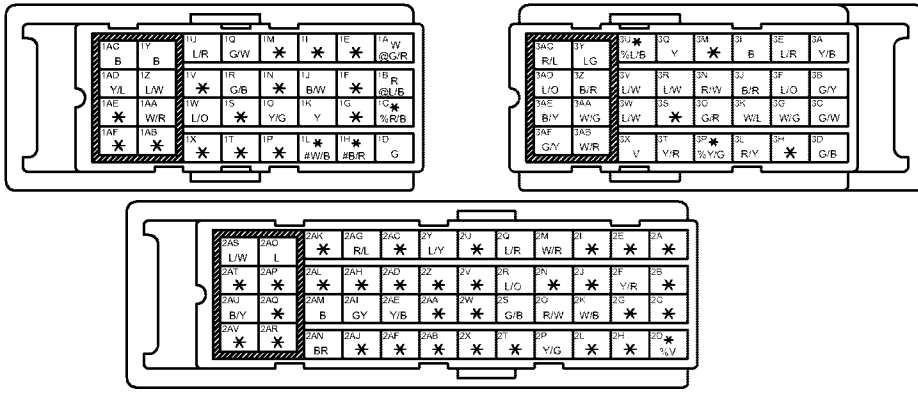 1AC 1Y 1U 1Q 1M 1I 1E 1A W
B B L/R G/W * * * @G/R
1AD 1Z 1V 1R 1N 1J 1F 1B R
Y/L L/W * G/B * B/W * @L/B
1AE 1AA 1W 1S 1O 1K 1G 1C *
* W/R L/O * Y/G Y * %R/B
1AF 1AB 1X 1T 1P 1L * 1H * 1D
* * * * * #W/B #B/R G
3AC 3Y 3U * 3Q 3M 3I 3E 3A
R/L LG %L/B Y * B L/R Y/B
3AD 3Z 3V 3R 3N 3J 3F 3B
L/O B/R L/W L/W R/W B/R L/O G/Y
3AE 3AA 3W 3S 3O 3K 3G 3C
B/Y W/G L/W * G/R W/L W/G G/W
3AF 3AB 3X 3T 3P * 3L 3H 3D
G/Y W/R V Y/R %Y/G R/Y * G/B
2AS 2AO 2AK 2AG 2AC 2Y 2U 2Q 2M 2I 2E 2A
L/W L * R/L * L/Y * L/R W/R * * *
2AT 2AP 2AL 2AH 2AD 2Z 2V 2R 2N 2J 2F 2B
* * * * * * * L/O * * Y/R *
2AU 2AQ 2AM 2AI 2AE 2AA 2W 2S 2O 2K 2G 2C
B/Y * B GY Y/B * * G/B R/W W/B * *
2AV 2AR 2AN 2AJ 2AF 2AB 2X 2T 2P 2L 2H 2D *
* * BR * * * * * Y/G * * %V